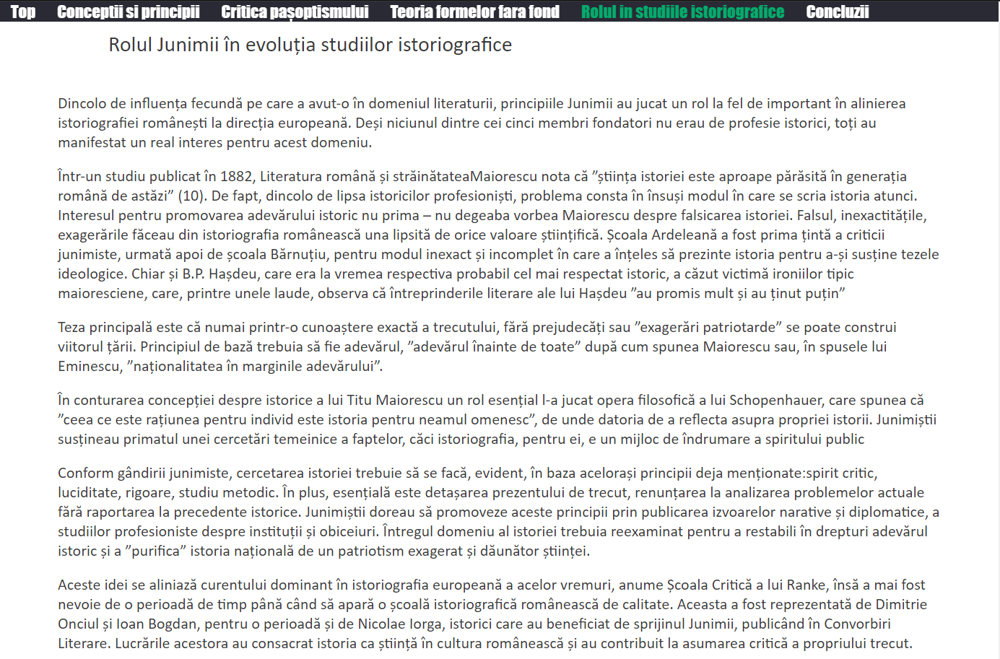 Top Conceptii si principii Critica pașoptismului Teoria formelor fara fond Rolul in studiile istoriografice Concluzii
Rolul Junimii în evoluția studiilor istoriografice
Dincolo de influența fecundă pe care a avut-o în domeniul literaturii, principiile Junimii au jucat un rol la fel de important în alinierea
istoriografiei românești la direcția europeană. Deși niciunul dintre cei cinci membri fondatori nu erau de profesie istorici, toți au
manifestat un real interes pentru acest domeniu.
Într-un studiu publicat în 1882, Literatura română și străinătateaMaiorescu nota că ”știința istoriei este aproape părăsită în generația
română de astăzi” (10). De fapt, dincolo de lipsa istoricilor profesioniști, problema consta în însuși modul în care se scria istoria atunci.
Interesul pentru promovarea adevărului istoric nu prima – nu degeaba vorbea Maiorescu despre falsicarea istoriei. Falsul, inexactitățile,
exagerările făceau din istoriografia românească una lipsită de orice valoare științifică. Școala Ardeleană a fost prima țintă a criticii
junimiste, urmată apoi de școala Bărnuțiu, pentru modul inexact și incomplet în care a înțeles să prezinte istoria pentru a-și susține tezele
ideologice. Chiar și B.P. Hașdeu, care era la vremea respectiva probabil cel mai respectat istoric, a căzut victimă ironiilor tipic
maioresciene, care, printre unele laude, observa că întreprinderile literare ale lui Hașdeu ”au promis mult și au ținut puțin”
Teza principală este că numai printr-o cunoaștere exactă a trecutului, fără prejudecăți sau ”exagerări patriotarde” se poate construi
viitorul țării. Principiul de bază trebuia să fie adevărul, ”adevărul înainte de toate” după cum spunea Maiorescu sau, în spusele lui
Eminescu, ”naționalitatea în marginile adevărului”.
În conturarea concepției despre istorice a lui Titu Maiorescu un rol esențial l-a jucat opera filosofică a lui Schopenhauer, care spunea că
”ceea ce este rațiunea pentru individ este istoria pentru neamul omenesc”, de unde datoria de a reflecta asupra propriei istorii. Junimiștii
susțineau primatul unei cercetări temeinice a faptelor, căci istoriografia, pentru ei, e un mijloc de îndrumare a spiritului public
Conform gândirii junimiste, cercetarea istoriei trebuie să se facă, evident, în baza acelorași principii deja menționate:spirit critic,
luciditate, rigoare, studiu metodic. În plus, esențială este detașarea prezentului de trecut, renunțarea la analizarea problemelor actuale
fără raportarea la precedente istorice. Junimiștii doreau să promoveze aceste principii prin publicarea izvoarelor narative și diplomatice, a
studiilor profesioniste despre instituții și obiceiuri. Întregul domeniu al istoriei trebuia reexaminat pentru a restabili în drepturi adevărul
istoric și a ”purifica” istoria națională de un patriotism exagerat și dăunător științei.
Aceste idei se aliniază curentului dominant în istoriografia europeană a acelor vremuri, anume Școala Critică a lui Ranke, însă a mai fost
nevoie de o perioadă de timp până când să apară o școală istoriografică românească de calitate. Aceasta a fost reprezentată de Dimitrie
Onciul și Ioan Bogdan, pentru o perioadă și de Nicolae Iorga, istorici care au beneficiat de sprijinul Junimii, publicând în Convorbiri
Literare. Lucrările acestora au consacrat istoria ca știință în cultura românească și au contribuit la asumarea critică a propriului trecut.